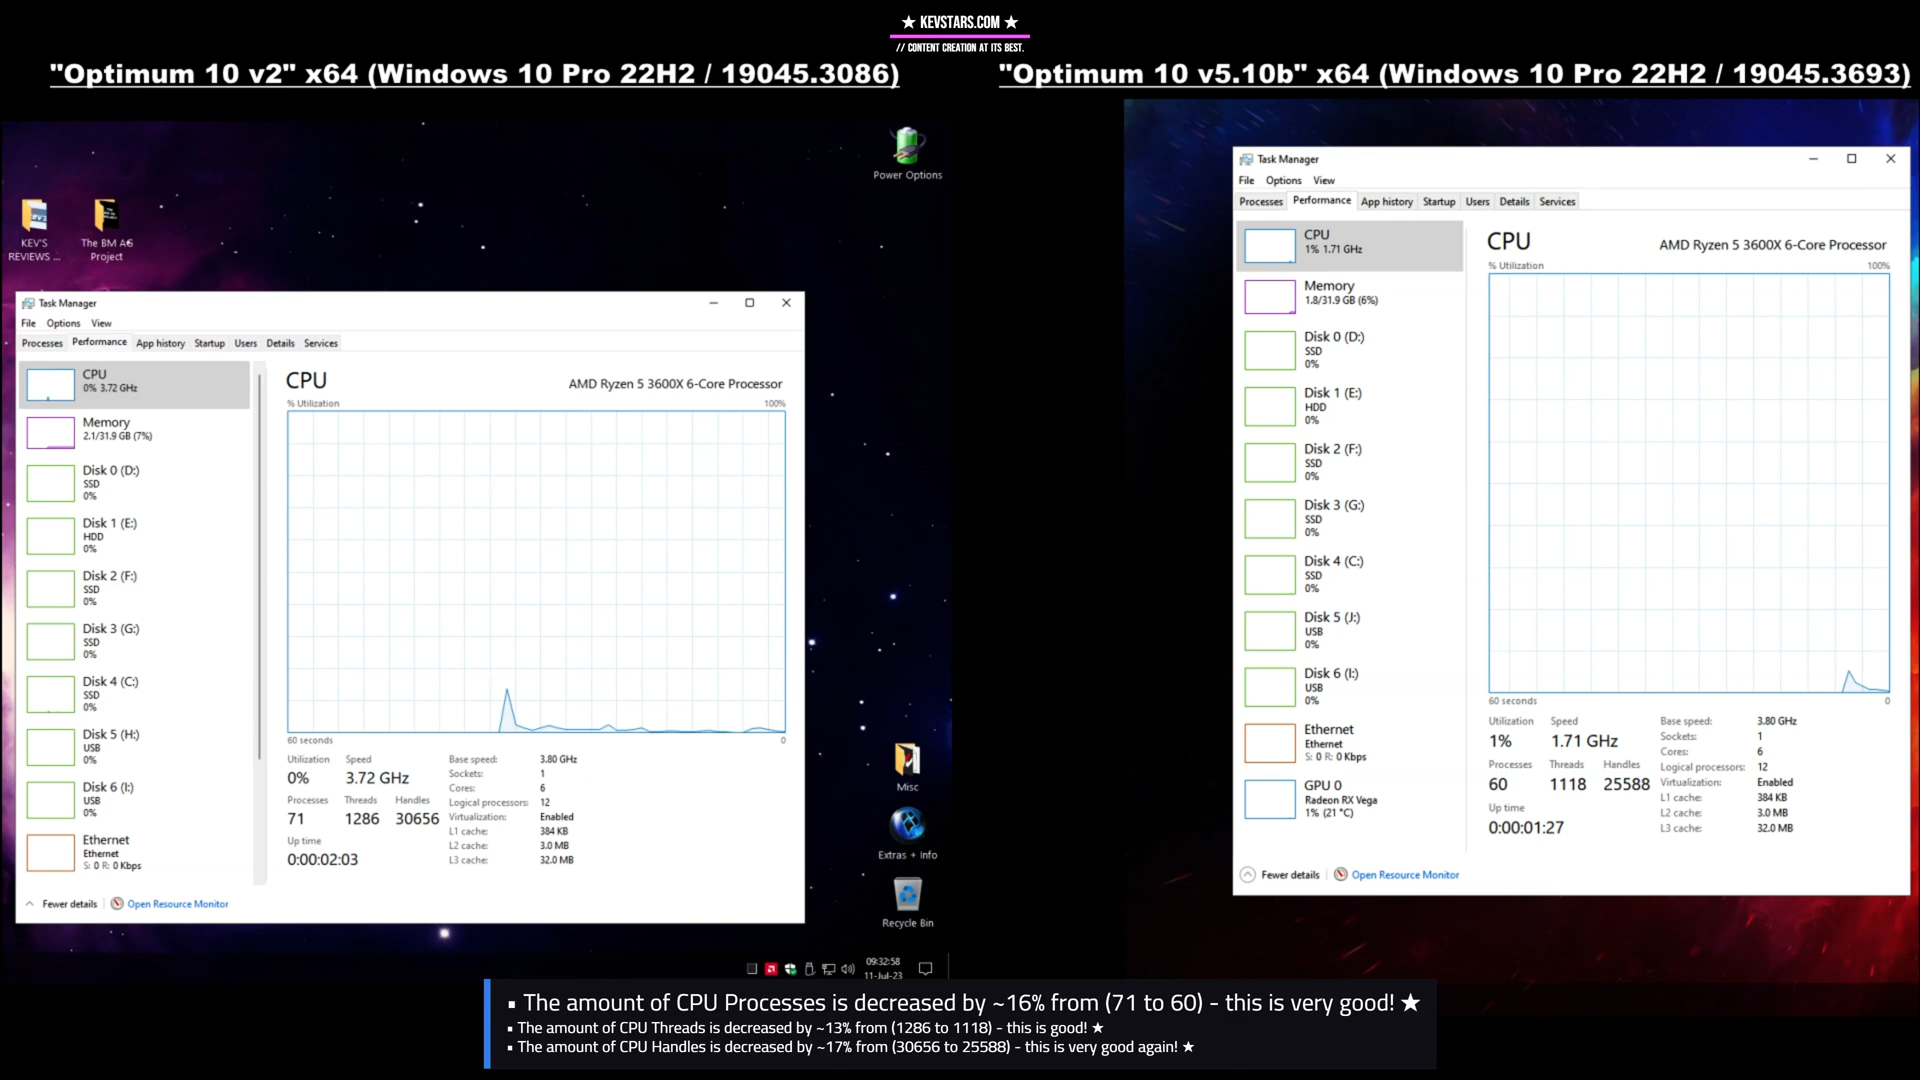 ★ KEVSTARS.COM ★
// CONTENT CREATION AT ITS BEST.
"Optimum 10 v2" x64 (Windows 10 Pro 22H2 / 19045.3086)
"Optimum 10 v5.10b" x64 (Windows 10 Pro 22H2 / 19045.3693)
Power Options
KEV'S
REVIEWS ...
The BM A6
Project
Task Manager
File Options View
Processes Performance App history Startup Users Details Services
CPU
0% 3.72 GHz
Memory
2.1/31.9 GB (7%)
Disk 0 (D:)
SSD
0%
Disk 1 (E:)
HDD
0%
Disk 2 (F:)
SSD
0%
Disk 3 (G:)
SSD
0%
Disk 4 (C:)
SSD
0%
Disk 5 (H:)
USB
0%
Disk 6 (I:)
USB
0%
Ethernet
Ethernet
S: 0 R: 0 Kbps
CPU
AMD Ryzen 5 3600X 6-Core Processor
% Utilization 100%
60 seconds 0
Utilization Speed
0% 3.72 GHz
Processes Threads Handles
71 1286 30656
Up time
0:00:02:03
Base speed: 3.80 GHz
Sockets: 1
Cores: 6
Logical processors: 12
Virtualization: Enabled
L1 cache: 384 KB
L2 cache: 3.0 MB
L3 cache: 32.0 MB
Fewer details Open Resource Monitor
Misc
Extras + Info
Recycle Bin
09:32:58
11-Jul-23
Task Manager
File Options View
Processes Performance App history Startup Users Details Services
CPU
1% 1.71 GHz
Memory
1.8/31.9 GB (6%)
Disk 0 (D:)
SSD
0%
Disk 1 (E:)
HDD
0%
Disk 2 (F:)
SSD
0%
Disk 3 (G:)
SSD
0%
Disk 4 (C:)
SSD
0%
Disk 5 (J:)
USB
0%
Disk 6 (I:)
USB
0%
Ethernet
Ethernet
S: 0 R: 0 Kbps
GPU 0
Radeon RX Vega
1% (21 °C)
CPU
AMD Ryzen 5 3600X 6-Core Processor
% Utilization 100%
60 seconds 0
Utilization Speed
1% 1.71 GHz
Processes Threads Handles
60 1118 25588
Up time
0:00:01:27
Base speed: 3.80 GHz
Sockets: 1
Cores: 6
Logical processors: 12
Virtualization: Enabled
L1 cache: 384 KB
L2 cache: 3.0 MB
L3 cache: 32.0 MB
Fewer details Open Resource Monitor
▪ The amount of CPU Processes is decreased by ~16% from (71 to 60) - this is very good! ★
▪ The amount of CPU Threads is decreased by ~13% from (1286 to 1118) - this is good! ★
▪ The amount of CPU Handles is decreased by ~17% from (30656 to 25588) - this is very good again! ★